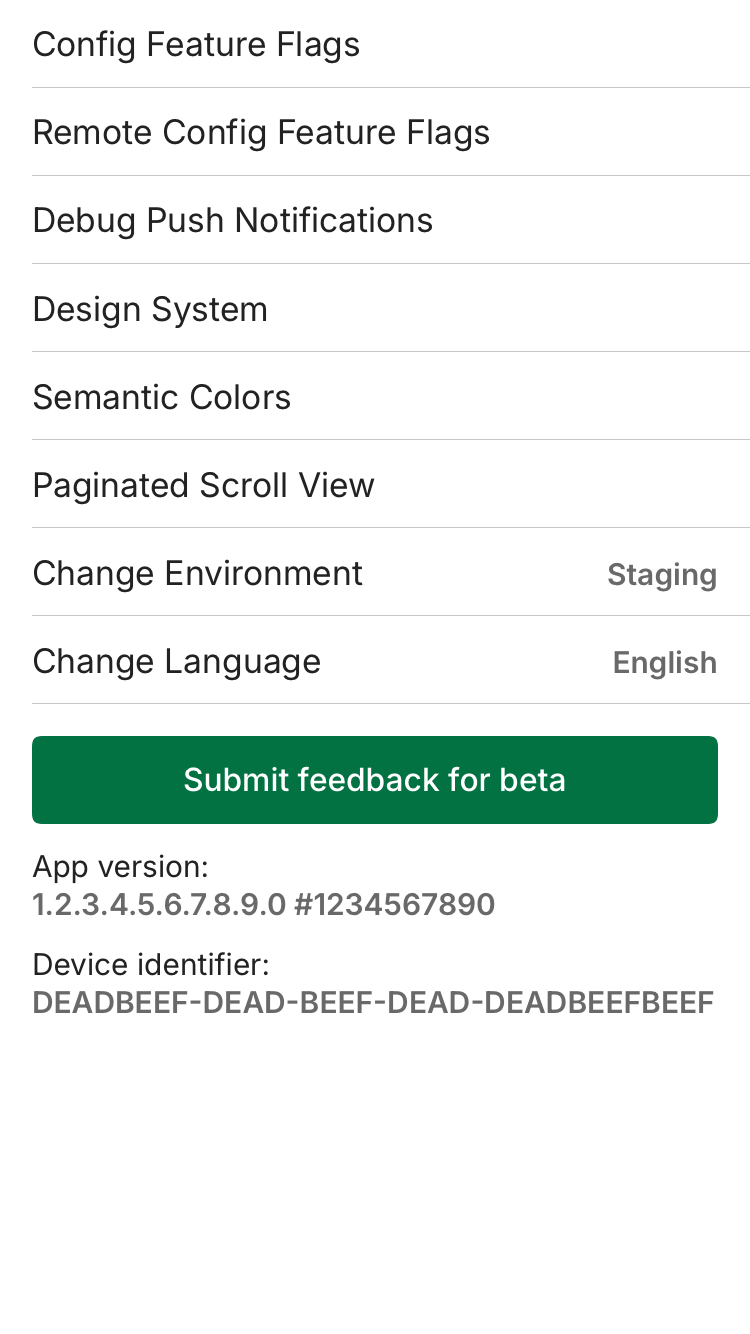 Config Feature Flags
Remote Config Feature Flags
Debug Push Notifications
Design System
Semantic Colors
Paginated Scroll View
Change Environment Staging
Change Language English
Submit feedback for beta
App version:
1.2.3.4.5.6.7.8.9.0 #1234567890
Device identifier:
DEADBEEF-DEAD-BEEF-DEAD-DEADBEEFBEEF